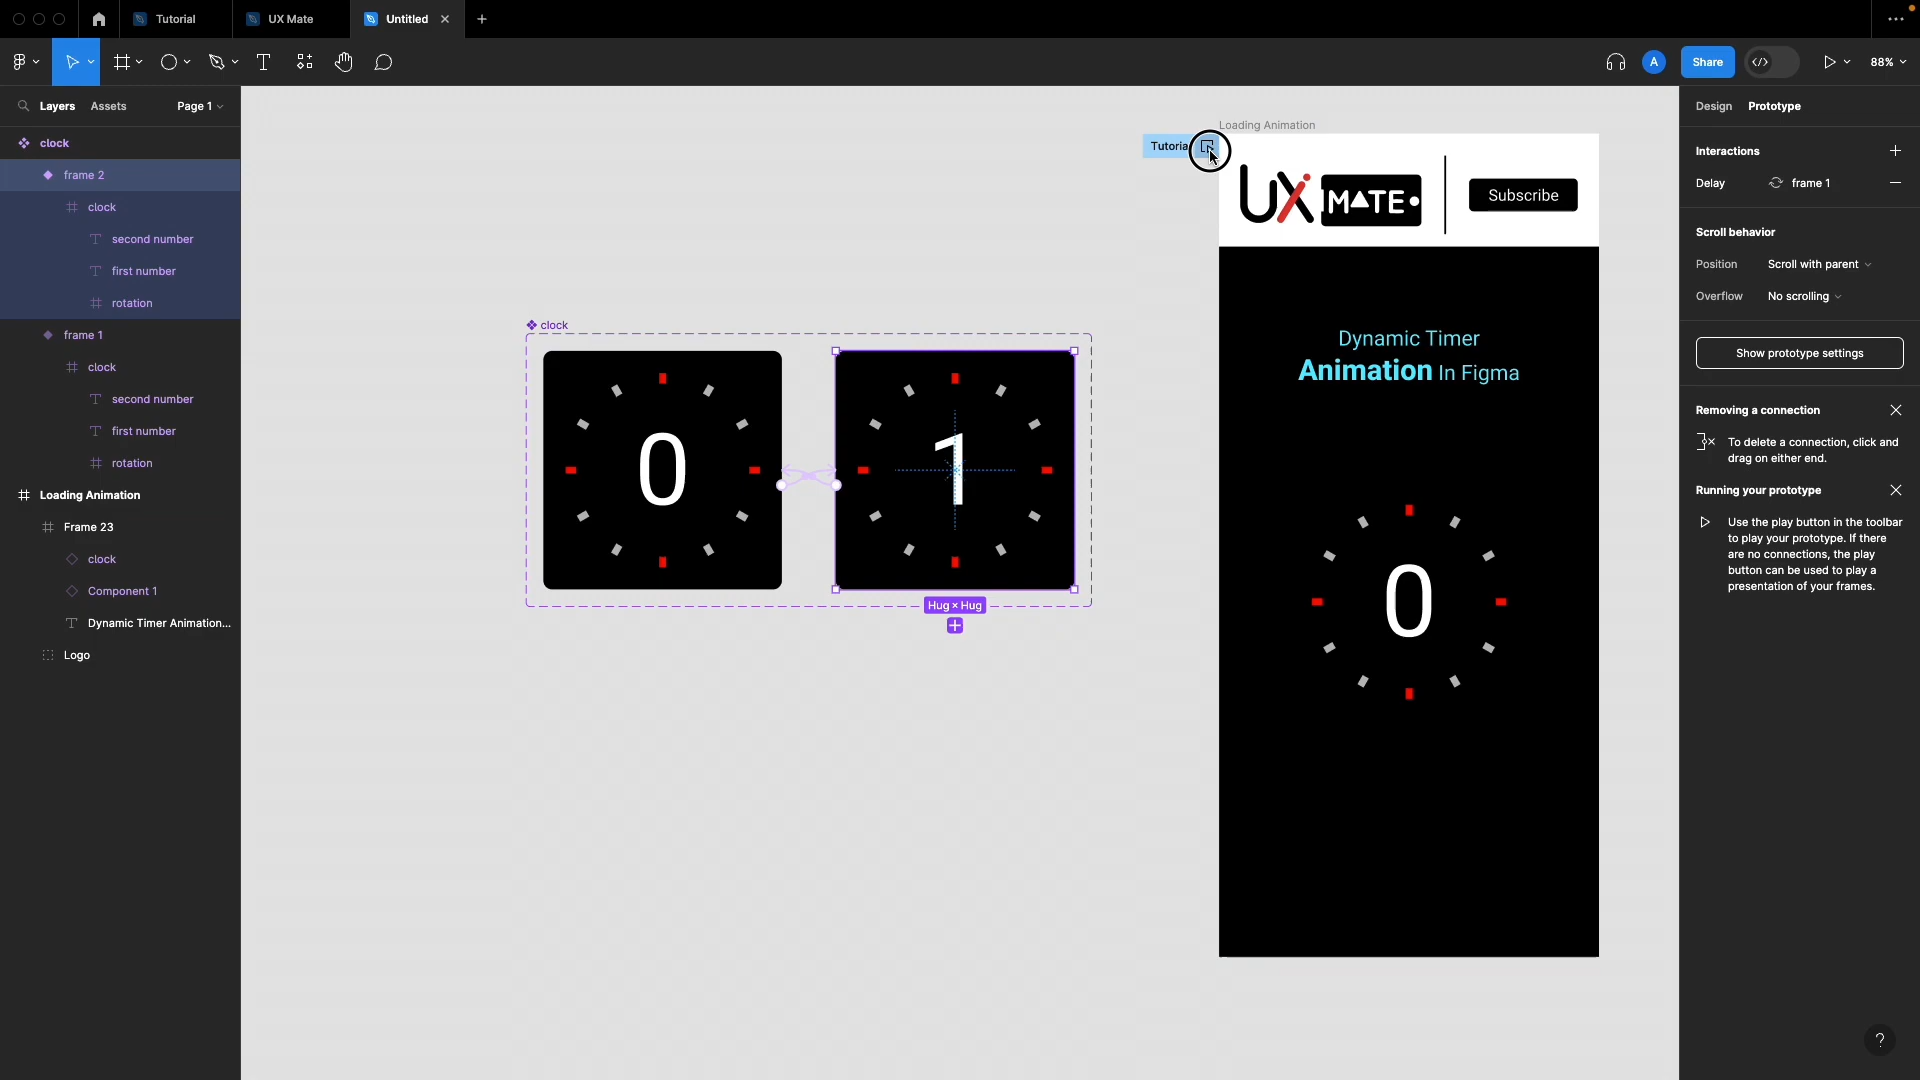 Tutorial
UX Mate
Untitled
A
Share
88%
Layers
Assets
Page 1
Design
Prototype
clock
frame 2
clock
second number
first number
rotation
frame 1
clock
second number
first number
rotation
Loading Animation
Frame 23
clock
Component 1
Dynamic Timer Animation...
Logo
clock
0
1
Hug × Hug
Loading Animation
Tutoria
UX MATE
Subscribe
Dynamic Timer
Animation In Figma
0
Interactions
Delay
frame 1
Scroll behavior
Position
Scroll with parent
Overflow
No scrolling
Show prototype settings
Removing a connection
To delete a connection, click and
drag on either end.
Running your prototype
Use the play button in the toolbar
to play your prototype. If there
are no connections, the play
button can be used to play a
presentation of your frames.
?